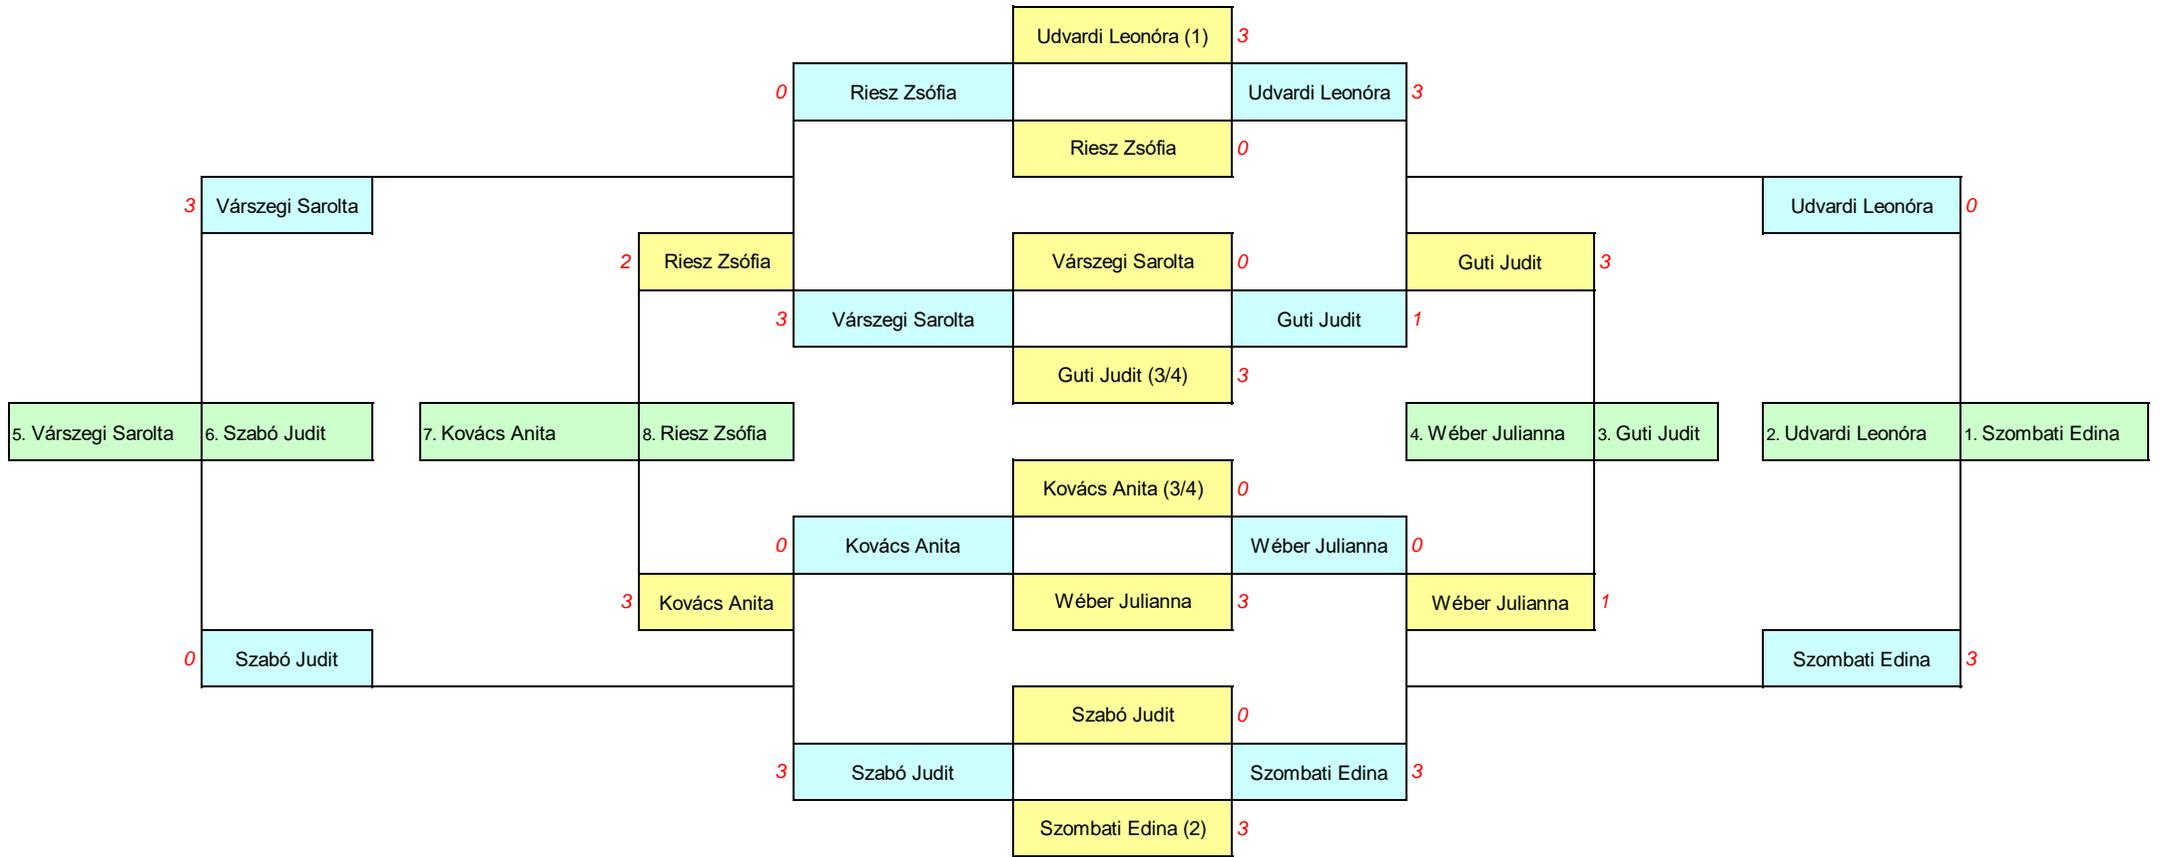 Udvardi Leonóra (1) 3
0 Riesz Zsófia Udvardi Leonóra 3
Riesz Zsófia 0
3 Várszegi Sarolta Udvardi Leonóra 0
2 Riesz Zsófia Várszegi Sarolta 0 Guti Judit 3
3 Várszegi Sarolta Guti Judit 1
Guti Judit (3/4) 3
5. Várszegi Sarolta 6. Szabó Judit 7. Kovács Anita 8. Riesz Zsófia 4. Wéber Julianna 3. Guti Judit 2. Udvardi Leonóra 1. Szombati Edina
Kovács Anita (3/4) 0
0 Kovács Anita Wéber Julianna 0
3 Kovács Anita Wéber Julianna 3 Wéber Julianna 1
0 Szabó Judit Szombati Edina 3
Szabó Judit 0
3 Szabó Judit Szombati Edina 3
Szombati Edina (2) 3